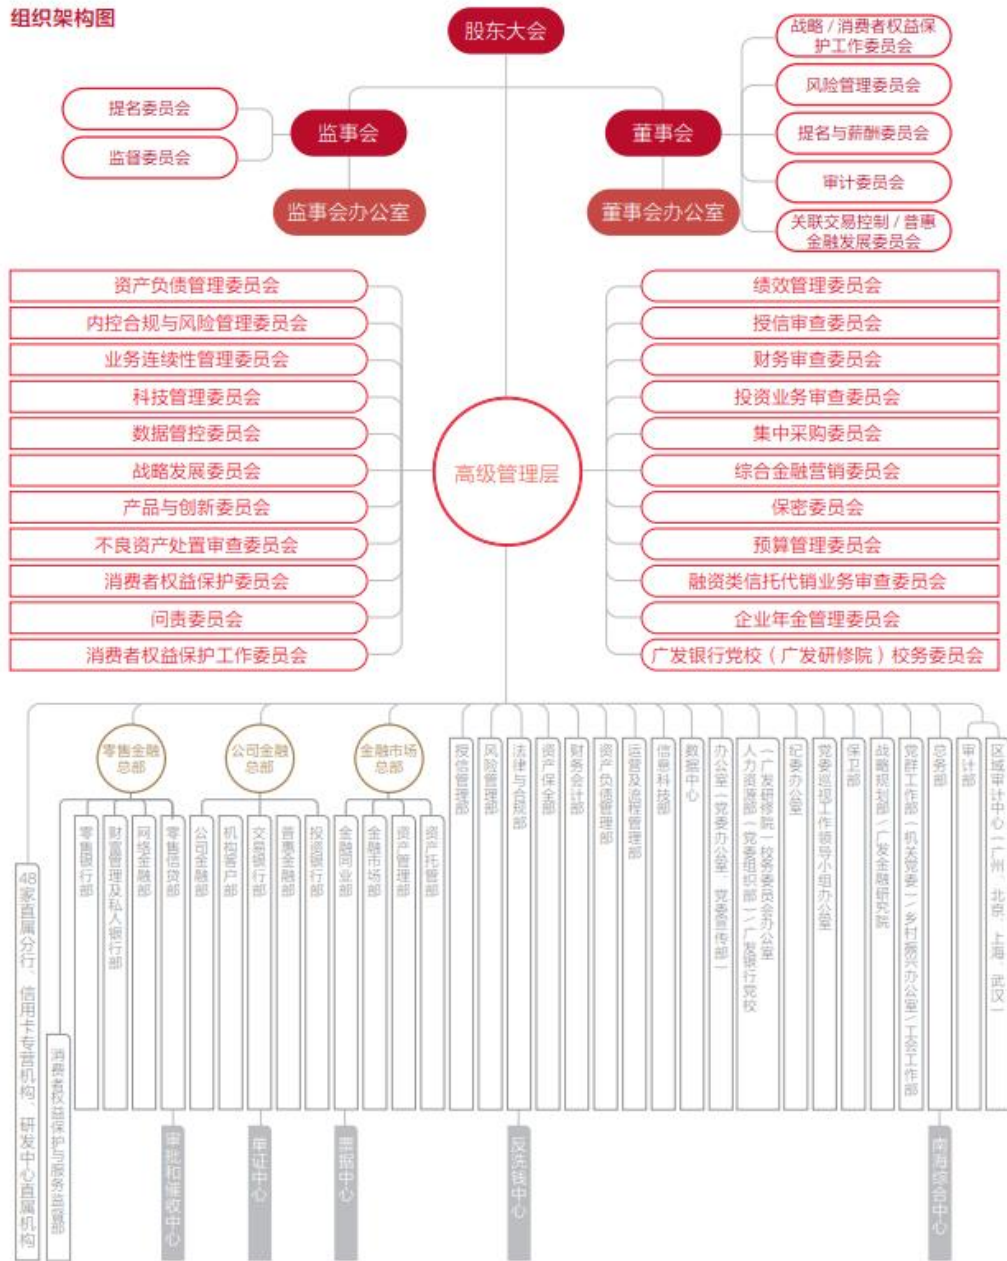 组织架构图
股东大会
监事会
提名委员会
监督委员会
监事会办公室
董事会
战略 / 消费者权益保
护工作委员会
风险管理委员会
提名与薪酬委员会
审计委员会
关联交易控制 / 普惠
金融发展委员会
董事会办公室
高级管理层
资产负债管理委员会
内控合规与风险管理委员会
业务连续性管理委员会
科技管理委员会
数据管控委员会
战略发展委员会
产品与创新委员会
不良资产处置审查委员会
消费者权益保护委员会
问责委员会
消费者权益保护工作委员会
绩效管理委员会
授信审查委员会
财务审查委员会
投资业务审查委员会
集中采购委员会
综合金融营销委员会
保密委员会
预算管理委员会
融资类信托代销业务审查委员会
企业年金管理委员会
广发银行党校（广发研修院）校务委员会
48家直属分行、信用卡专营机构、研发中心直属机构
零售金融
总部
消费者权益保护与服务监督部
零售银行部
财富管理及私人银行部
网络金融部
零售信贷部
审批和催收中心
公司金融
总部
公司金融部
机构客户部
交易银行部
单证中心
普惠金融部
投资银行部
金融市场
总部
金融同业部
票据中心
金融市场部
资产管理部
资产托管部
授信管理部
风险管理部
法律与合规部
反洗钱中心
资产保全部
财务会计部
资产负债管理部
运营及流程管理部
信息科技部
数据中心
办公室（党委办公室、党委宣传部）
人力资源部（党委组织部）/广发银行党校
（广发研修院）校务委员会办公室
纪委办公室
党委巡视工作领导小组办公室
保卫部
战略规划部/广发金融研究院
党群工作部（机关党委）/乡村振兴办公室/工会工作部
总务部
南海综合中心
审计部
区域审计中心（广州、北京、上海、武汉）